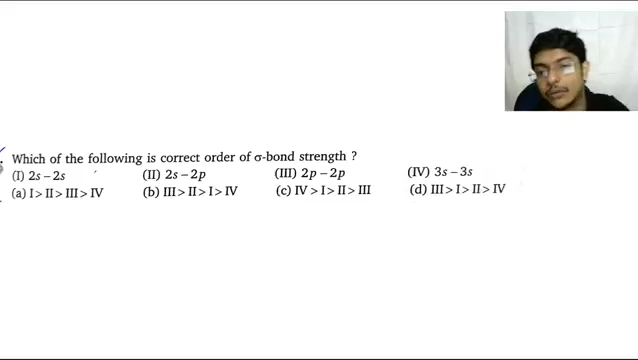 Which of the following is correct order of σ-bond strength ?
(I) 2s – 2s (II) 2s – 2p (III) 2p – 2p (IV) 3s – 3s
(a) I > II > III > IV (b) III > II > I > IV (c) IV > I > II > III (d) III > I > II > IV